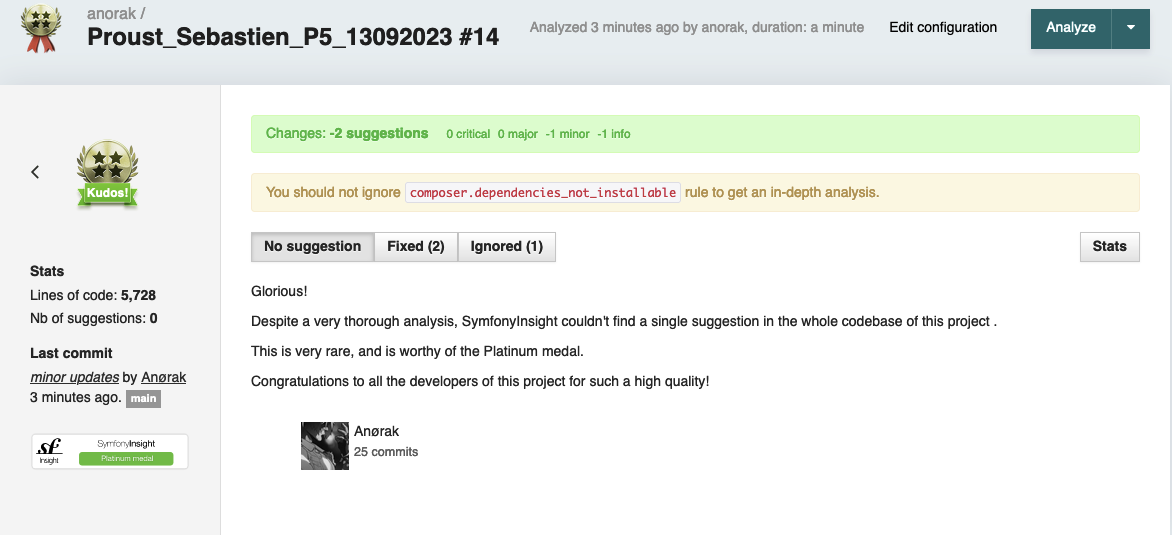 anorak /
Proust_Sebastien_P5_13092023 #14
Analyzed 3 minutes ago by anorak, duration: a minute
Edit configuration
Analyze
Kudos!
Stats
Lines of code: 5,728
Nb of suggestions: 0
Last commit
minor updates by Anørak
3 minutes ago. main
sf
Insight
SymfonyInsight
Platinum medal
Changes: -2 suggestions 0 critical 0 major -1 minor -1 info
You should not ignore composer.dependencies_not_installable rule to get an in-depth analysis.
No suggestion
Fixed (2)
Ignored (1)
Stats
Glorious!
Despite a very thorough analysis, SymfonyInsight couldn't find a single suggestion in the whole codebase of this project .
This is very rare, and is worthy of the Platinum medal.
Congratulations to all the developers of this project for such a high quality!
Anørak
25 commits